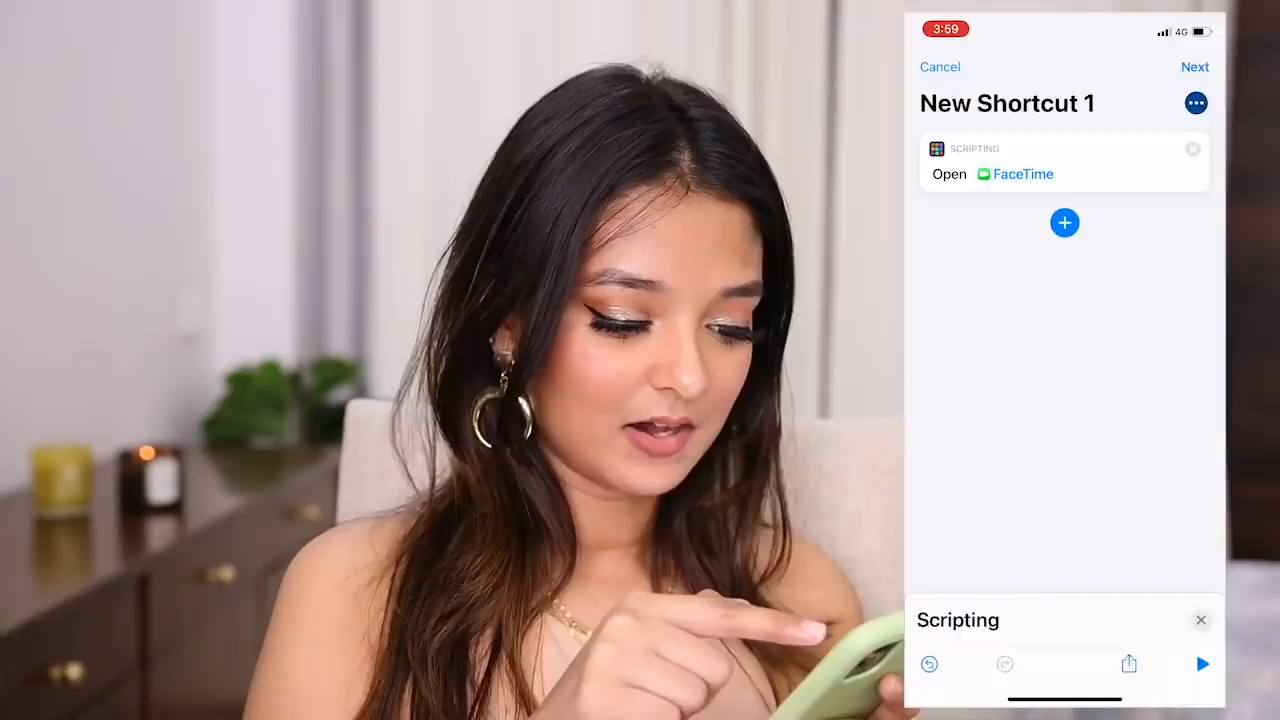 3:59
4G
Cancel
Next
New Shortcut 1
SCRIPTING
Open FaceTime
Scripting